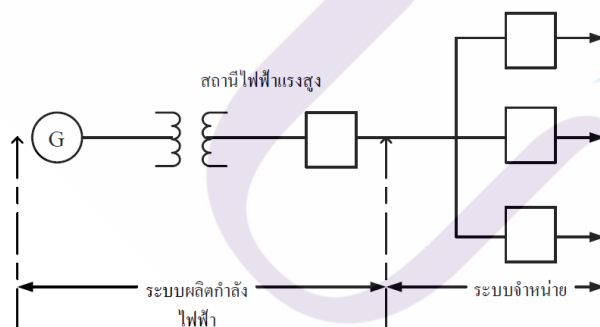 สถานีไฟฟ้าแรงสูง
G
ระบบผลิตกำลัง
ไฟฟ้า
ระบบจำหน่าย